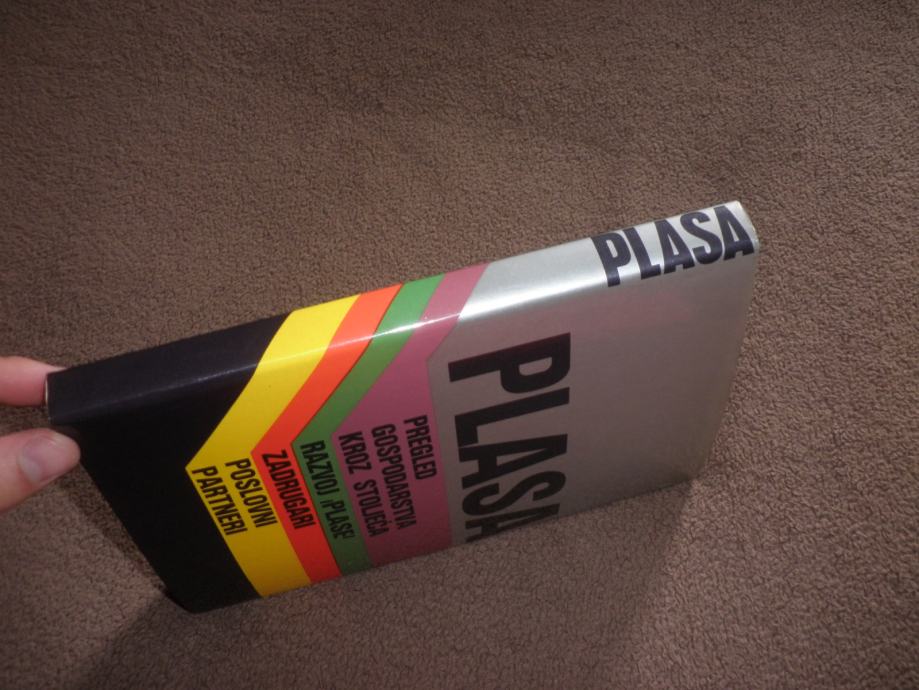 PLASA
PLASA
PREGLED
GOSPODARSTVA
KROZ STOLJEĆA
RAZVOJ „PLASE”
ZADRUGARI
POSLOVNI
PARTNERI